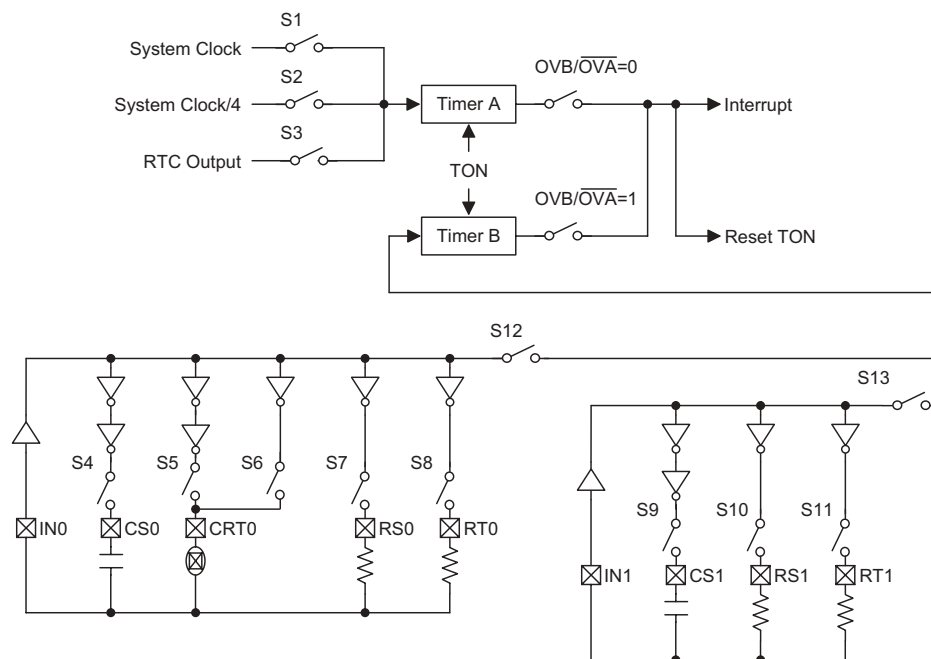 S1
System Clock
OVB/OVA=0
S2
System Clock/4
Timer A
Interrupt
S3
RTC Output
TON
OVB/OVA=1
Timer B
Reset TON
S12
S13
S4
S5
S6
S7
S8
IN0
CS0
CRT0
RS0
RT0
S9
S10
S11
IN1
CS1
RS1
RT1